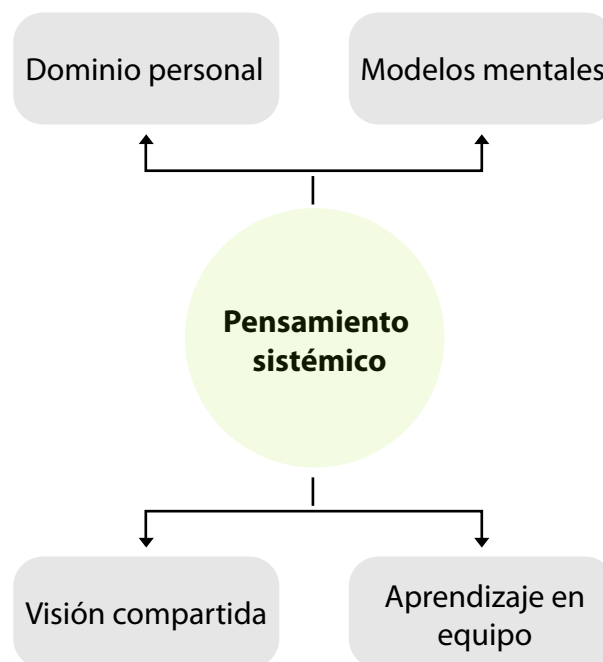 Dominio personal
Modelos mentales
Pensamiento
sistémico
Visión compartida
Aprendizaje en
equipo